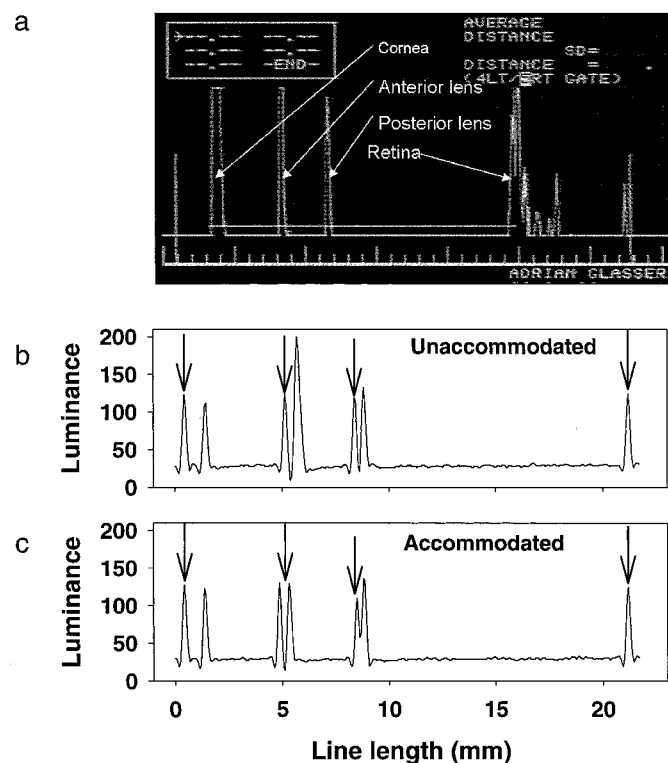 a
AVERAGE
DISTANCE
SD=
END
DISTANCE =
Cornea
Anterior lens
Posterior lens
Retina
ADRIAN GLASSER
b
Unaccommodated
Luminance
200
150
100
50
0
c
Accommodated
Luminance
200
150
100
50
0
0 5 10 15 20
Line length (mm)